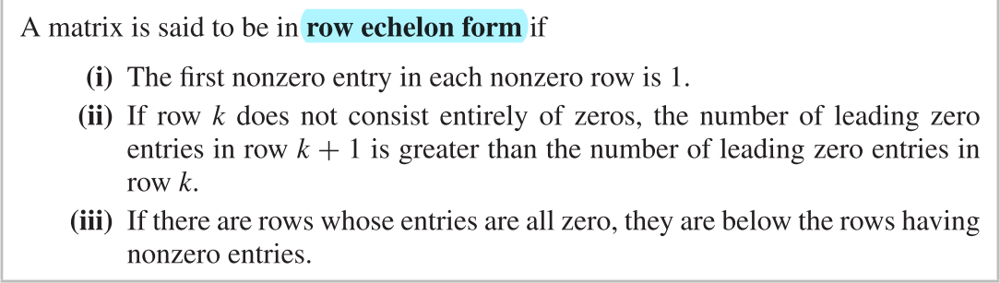 A matrix is said to be in row echelon form if
(i) The first nonzero entry in each nonzero row is 1.
(ii) If row k does not consist entirely of zeros, the number of leading zero
entries in row k + 1 is greater than the number of leading zero entries in
row k.
(iii) If there are rows whose entries are all zero, they are below the rows having
nonzero entries.